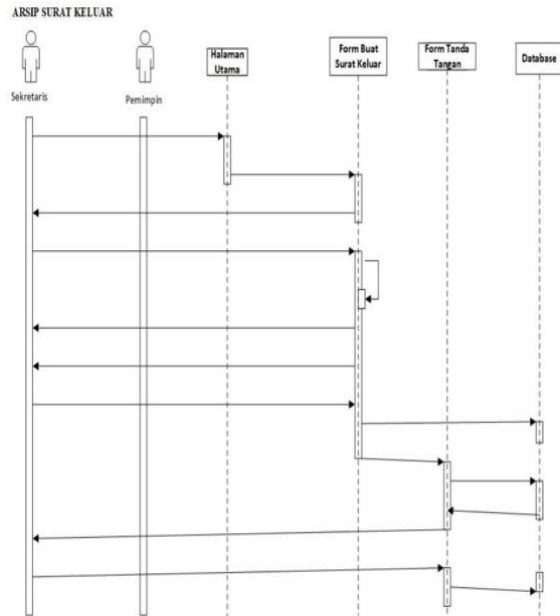 ARSIP SURAT KELUAR
Sekretaris
Pemimpin
Halaman
Utama
Form Buat
Surat Keluar
Form Tanda
Tangan
Database